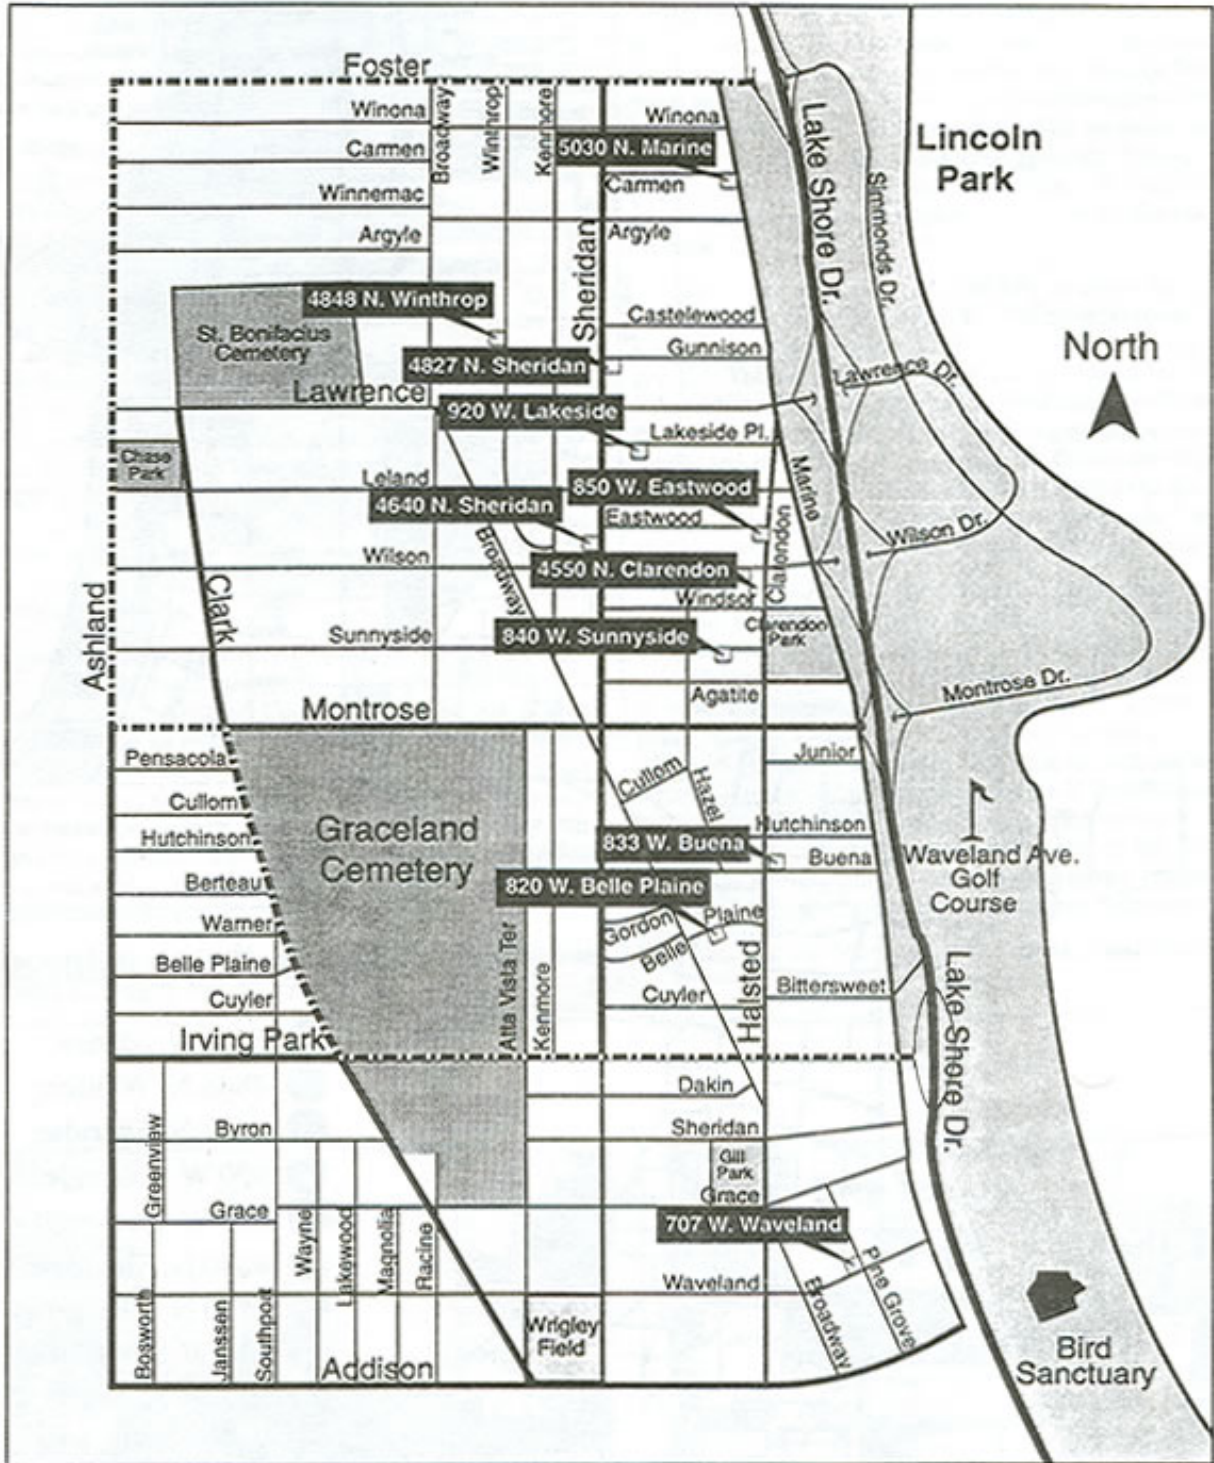 Foster
Winona
Broadway
Winthrop
Kenmore
Winona
5030 N. Marine
Lake Shore Dr.
Lincoln
Park
Carmen
Carmen
Simmonds Dr.
Winnemac
Argyle
Sheridan
Argyle
4848 N. Winthrop
Castelewood
St. Bonifacius
Cemetery
Gunnison
North
4827 N. Sheridan
Lawrence Dr.
Lawrence
920 W. Lakeside
Lakeside Pl.
Chase
Park
Leland
850 W. Eastwood
Marine
4640 N. Sheridan
Eastwood
Clarendon
Wilson Dr.
Broadway
Wilson
4550 N. Clarendon
Ashland
Clark
Windsor
Sunnyside
840 W. Sunnyside
Clarendon
Park
Agatite
Montrose Dr.
Montrose
Pensacola
Junior
Cullom
Hazel
Cullom
Graceland
Cemetery
Hutchinson
Hutchinson
833 W. Buena
Buena
Waveland Ave.
Golf
Course
Berteau
820 W. Belle Plaine
Warner
Gordon
Belle
Plaine
Belle Plaine
Atta Vista Ter
Kenmore
Halsted
Lake Shore Dr.
Cuyler
Cuyler
Bittersweet
Irving Park
Dakin
Greenview
Byron
Sheridan
Gill
Park
Grace
Wayne
Lakewood
Magnolia
Racine
Grace
707 W. Waveland
Waveland
Broadway
Pine Grove
Bosworth
Janssen
Southport
Addison
Wrigley
Field
Bird
Sanctuary